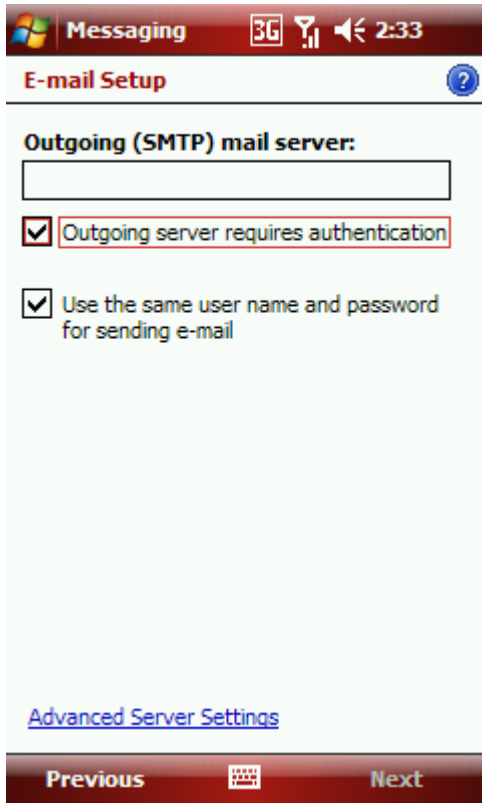 Messaging 3G 2:33
E-mail Setup ?
Outgoing (SMTP) mail server:
Outgoing server requires authentication
Use the same user name and password
for sending e-mail
Advanced Server Settings
Previous Next